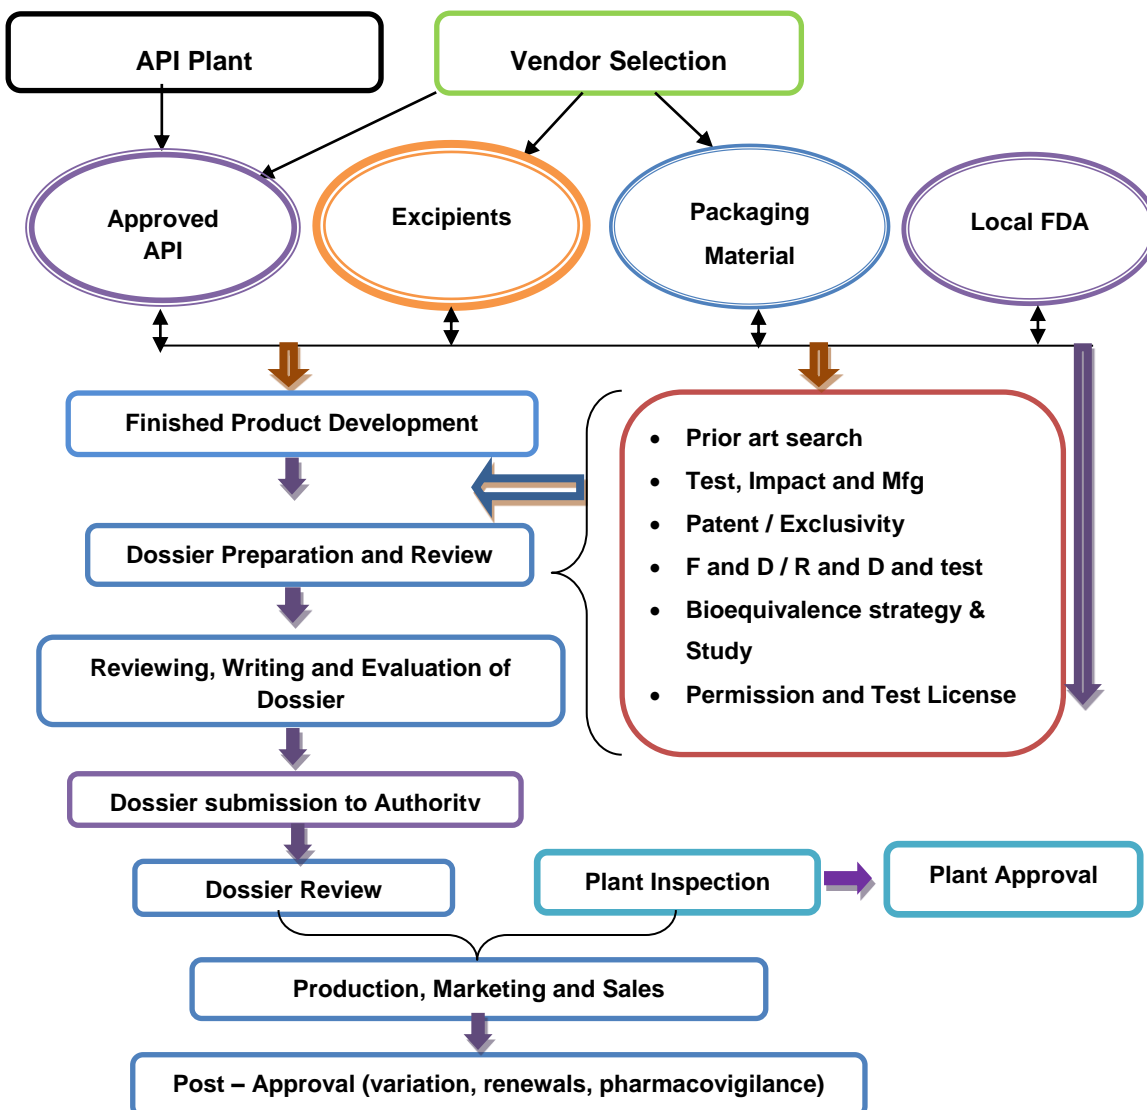 API Plant
Vendor Selection
Approved
API
Excipients
Packaging
Material
Local FDA
Finished Product Development
• Prior art search
• Test, Impact and Mfg
• Patent / Exclusivity
• F and D / R and D and test
• Bioequivalence strategy &
Study
• Permission and Test License
Dossier Preparation and Review
Reviewing, Writing and Evaluation of
Dossier
Dossier submission to Authority
Dossier Review
Plant Inspection
Plant Approval
Production, Marketing and Sales
Post – Approval (variation, renewals, pharmacovigilance)